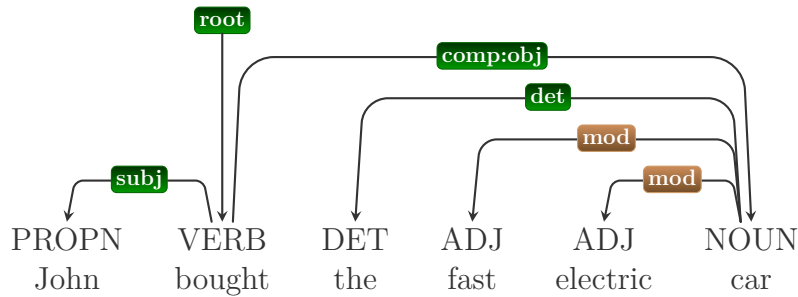 root
comp:obj
det
mod
subj mod
PROPN VERB DET ADJ ADJ NOUN
John bought the fast electric car